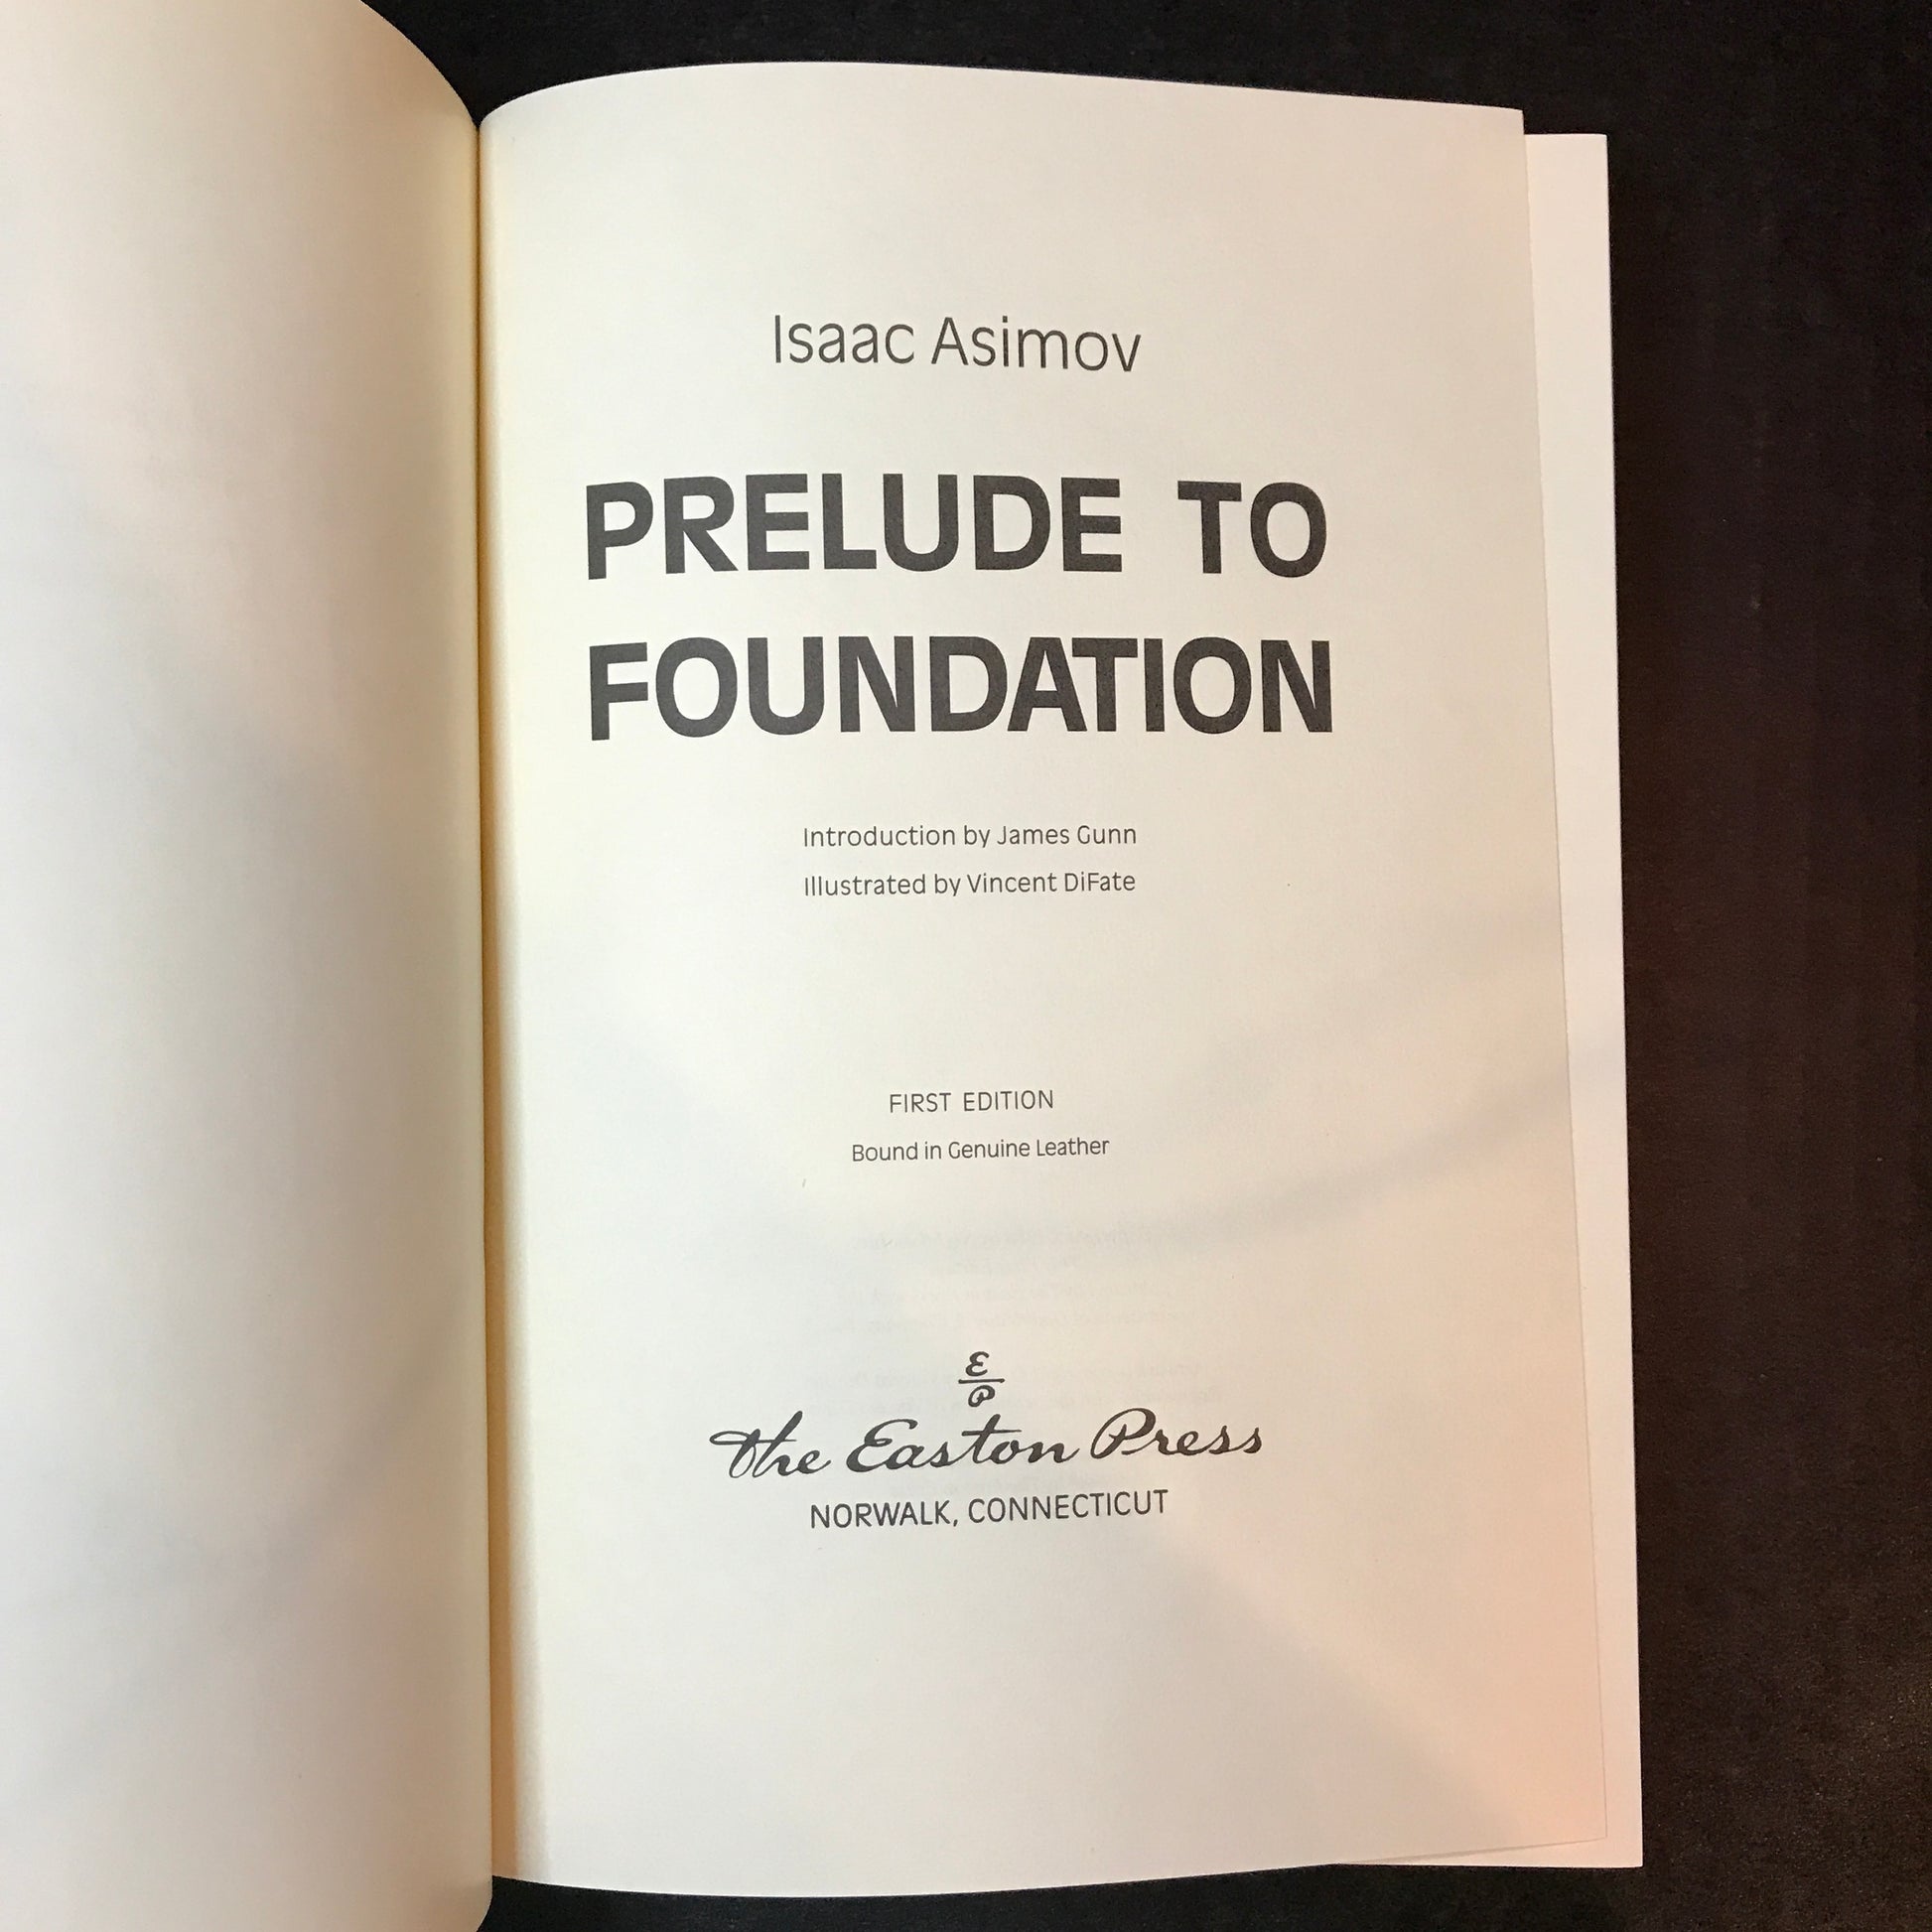 Isaac Asimov
PRELUDE TO
FOUNDATION
Introduction by James Gunn
Illustrated by Vincent DiFate
FIRST EDITION
Bound in Genuine Leather
E
P
The Easton Press
NORWALK, CONNECTICUT